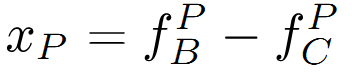 x_P = f_B^P − f_C^P